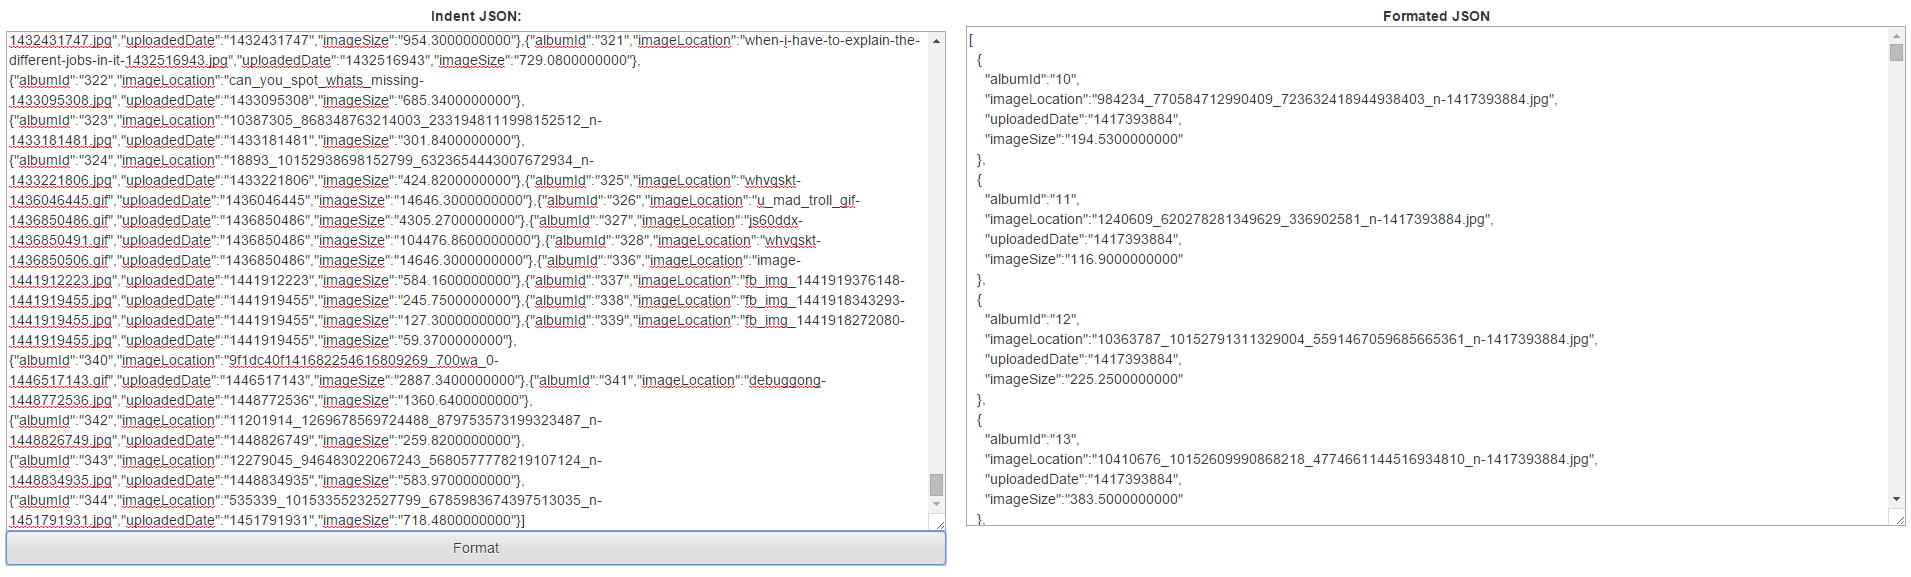 Indent JSON:
1432431747.jpg","uploadedDate":"1432431747","imageSize":"954.3000000000"},{"albumId":"321","imageLocation":"when-i-have-to-explain-the-
different-jobs-in-it-1432516943.jpg","uploadedDate":"1432516943","imageSize":"729.0800000000"},
{"albumId":"322","imageLocation":"can_you_spot_whats_missing-
1433095308.jpg","uploadedDate":"1433095308","imageSize":"685.3400000000"},
{"albumId":"323","imageLocation":"10387305_868348763214003_2331948111998152512_n-
1433181481.jpg","uploadedDate":"1433181481","imageSize":"301.8400000000"},
{"albumId":"324","imageLocation":"18893_10152938698152799_6323654443007672934_n-
1433221806.jpg","uploadedDate":"1433221806","imageSize":"424.8200000000"},{"albumId":"325","imageLocation":"whvgskt-
1436046445.gif","uploadedDate":"1436046445","imageSize":"14646.3000000000"},{"albumId":"326","imageLocation":"u_mad_troll_gif-
1436850486.gif","uploadedDate":"1436850486","imageSize":"4305.2700000000"},{"albumId":"327","imageLocation":"js60ddx-
1436850491.gif","uploadedDate":"1436850486","imageSize":"104476.8600000000"},{"albumId":"328","imageLocation":"whvgskt-
1436850506.gif","uploadedDate":"1436850486","imageSize":"14646.3000000000"},{"albumId":"336","imageLocation":"image-
1441912223.jpg","uploadedDate":"1441912223","imageSize":"584.1600000000"},{"albumId":"337","imageLocation":"fb_img_1441919376148-
1441919455.jpg","uploadedDate":"1441919455","imageSize":"245.7500000000"},{"albumId":"338","imageLocation":"fb_img_1441918343293-
1441919455.jpg","uploadedDate":"1441919455","imageSize":"127.3000000000"},{"albumId":"339","imageLocation":"fb_img_1441918272080-
1441919455.jpg","uploadedDate":"1441919455","imageSize":"59.3700000000"},
{"albumId":"340","imageLocation":"9f1dc40f141682254616809269_700wa_0-
1446517143.gif","uploadedDate":"1446517143","imageSize":"2887.3400000000"},{"albumId":"341","imageLocation":"debuggong-
1448772536.jpg","uploadedDate":"1448772536","imageSize":"1360.6400000000"},
{"albumId":"342","imageLocation":"11201914_1269678569724488_879753573199323487_n-
1448826749.jpg","uploadedDate":"1448826749","imageSize":"259.8200000000"},
{"albumId":"343","imageLocation":"12279045_946483022067243_5680577778219107124_n-
1448834935.jpg","uploadedDate":"1448834935","imageSize":"583.9700000000"},
{"albumId":"344","imageLocation":"535339_10153355232527799_6785983674397513035_n-
1451791931.jpg","uploadedDate":"1451791931","imageSize":"718.4800000000"}]
Format
Formated JSON
[
{
"albumId":"10",
"imageLocation":"984234_770584712990409_723632418944938403_n-1417393884.jpg",
"uploadedDate":"1417393884",
"imageSize":"194.5300000000"
},
{
"albumId":"11",
"imageLocation":"1240609_620278281349629_336902581_n-1417393884.jpg",
"uploadedDate":"1417393884",
"imageSize":"116.9000000000"
},
{
"albumId":"12",
"imageLocation":"10363787_10152791311329004_5591467059685665361_n-1417393884.jpg",
"uploadedDate":"1417393884",
"imageSize":"225.2500000000"
},
{
"albumId":"13",
"imageLocation":"10410676_10152609990868218_4774661144516934810_n-1417393884.jpg",
"uploadedDate":"1417393884",
"imageSize":"383.5000000000"
},